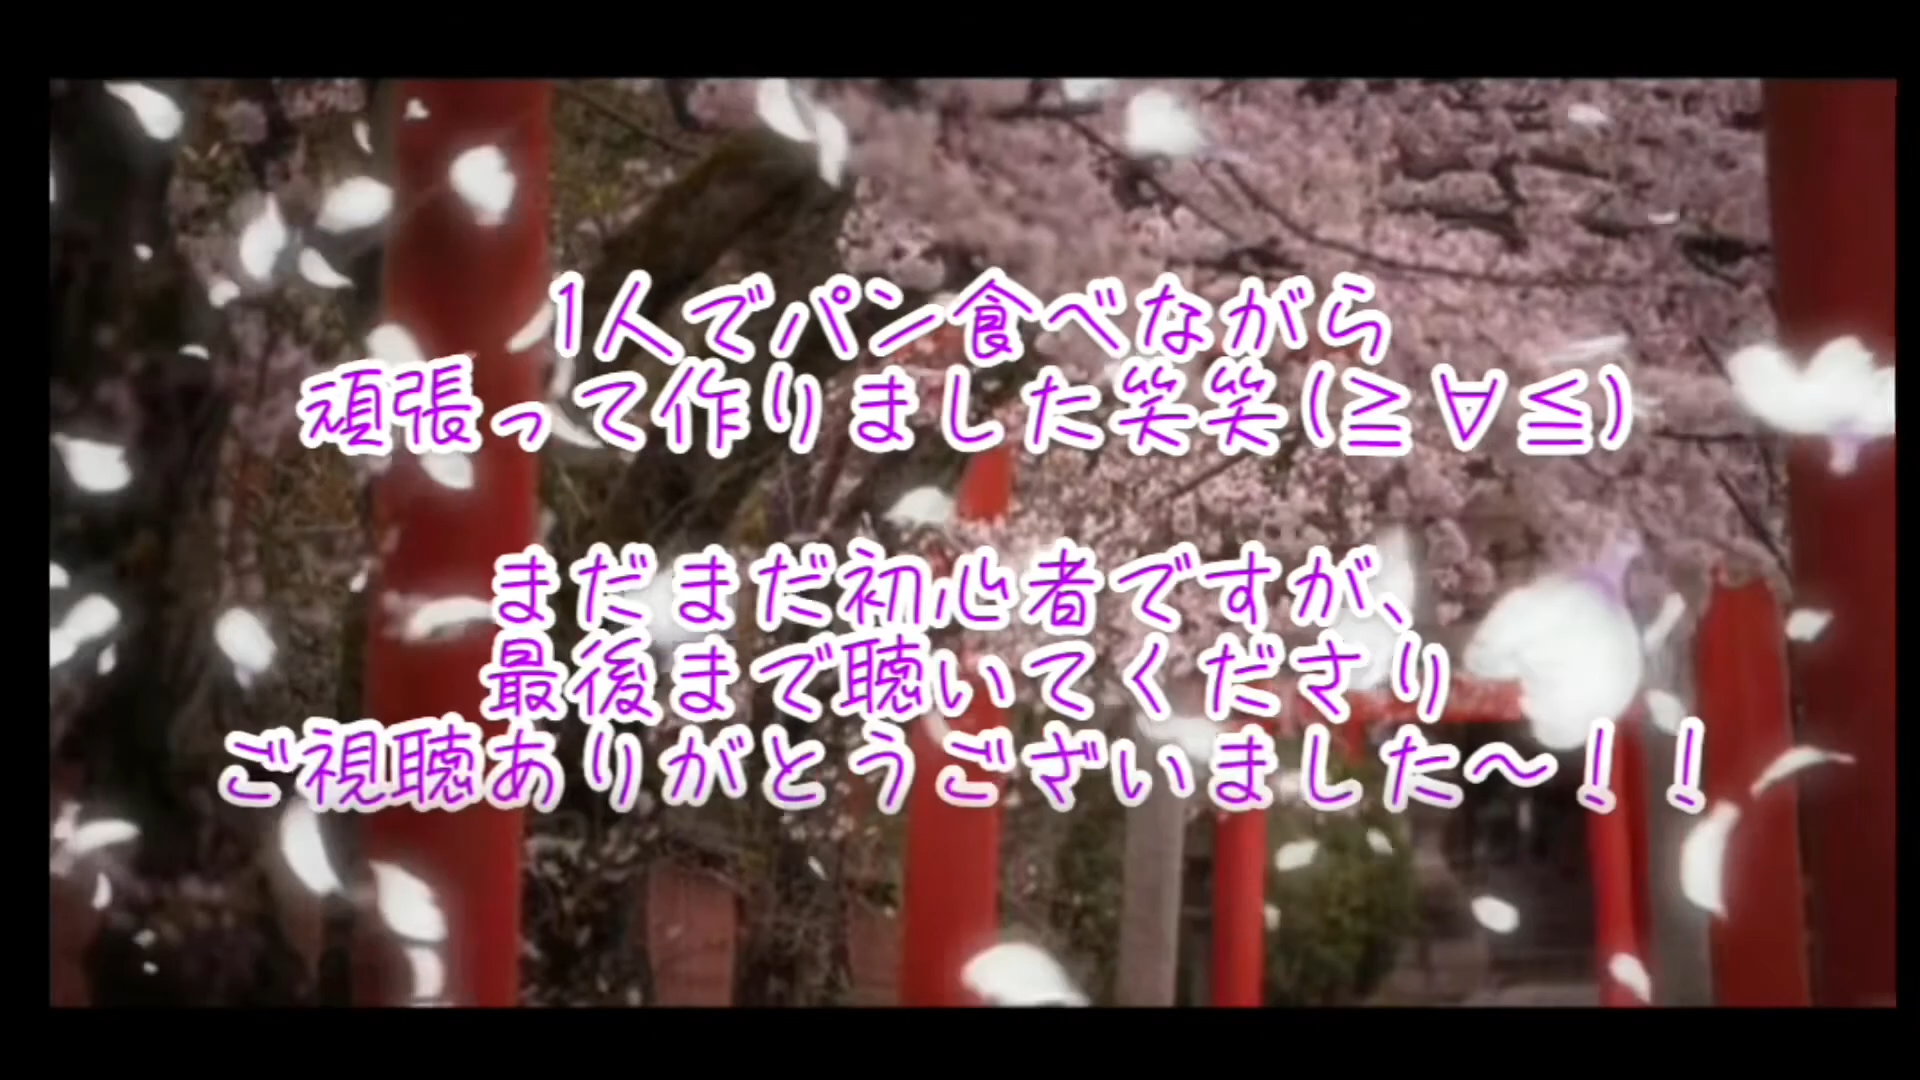 1人でパン食べながら
頑張って作りました笑笑(≧∀≦)
まだまだ初心者ですが、
最後まで聴いてくださり
ご視聴ありがとうございました〜！！